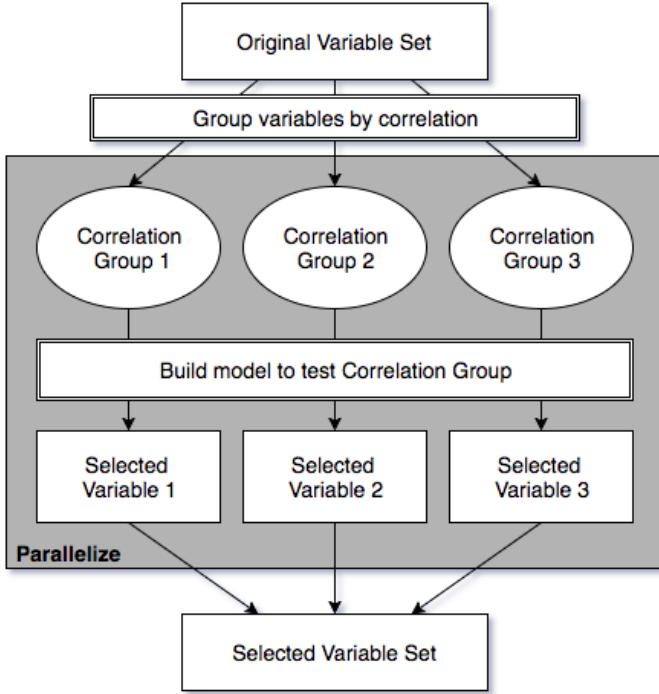 Original Variable Set
Group variables by correlation
Correlation
Group 1
Correlation
Group 2
Correlation
Group 3
Build model to test Correlation Group
Selected
Variable 1
Selected
Variable 2
Selected
Variable 3
Parallelize
Selected Variable Set